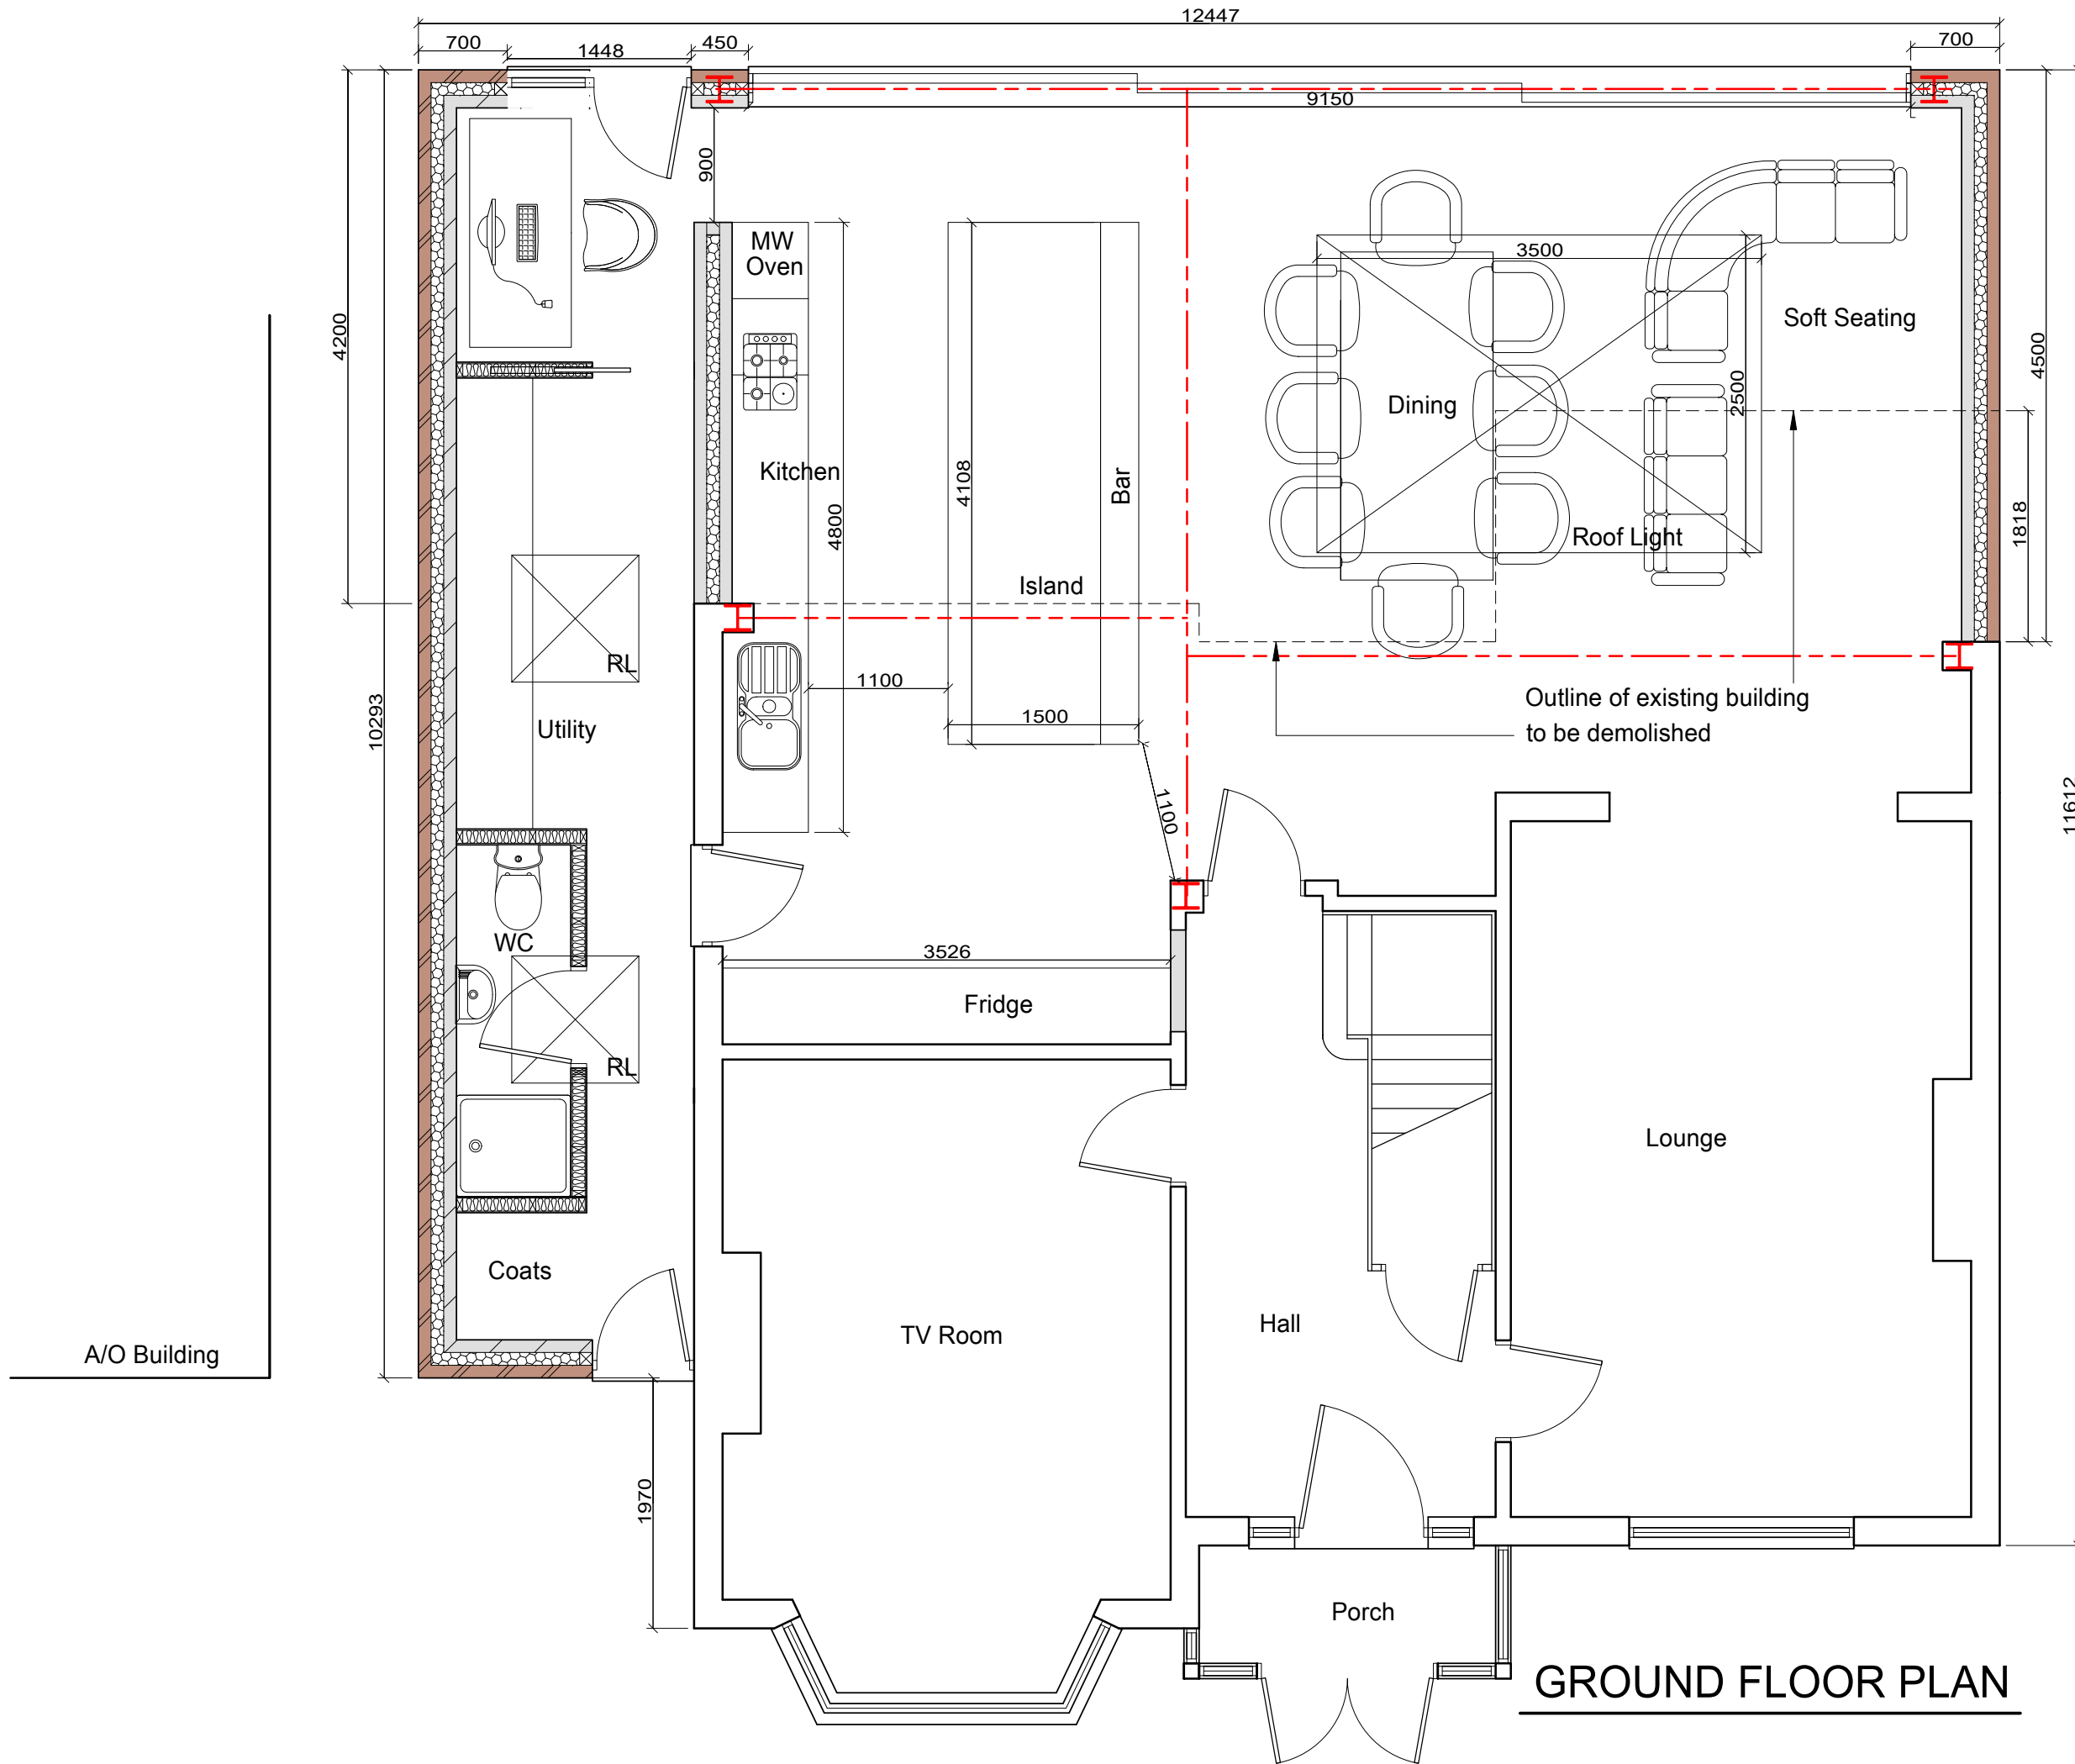 12447
700
1448
450
700
9150
900
MW
Oven
3500
Soft Seating
4200
4500
2500
Dining
Kitchen
4108
Bar
4800
1818
Roof Light
Island
RL
1100
Outline of existing building
to be demolished
10293
1500
Utility
1100
11612
WC
3526
Fridge
RL
Lounge
Coats
Hall
TV Room
A/O Building
1970
Porch
GROUND FLOOR PLAN